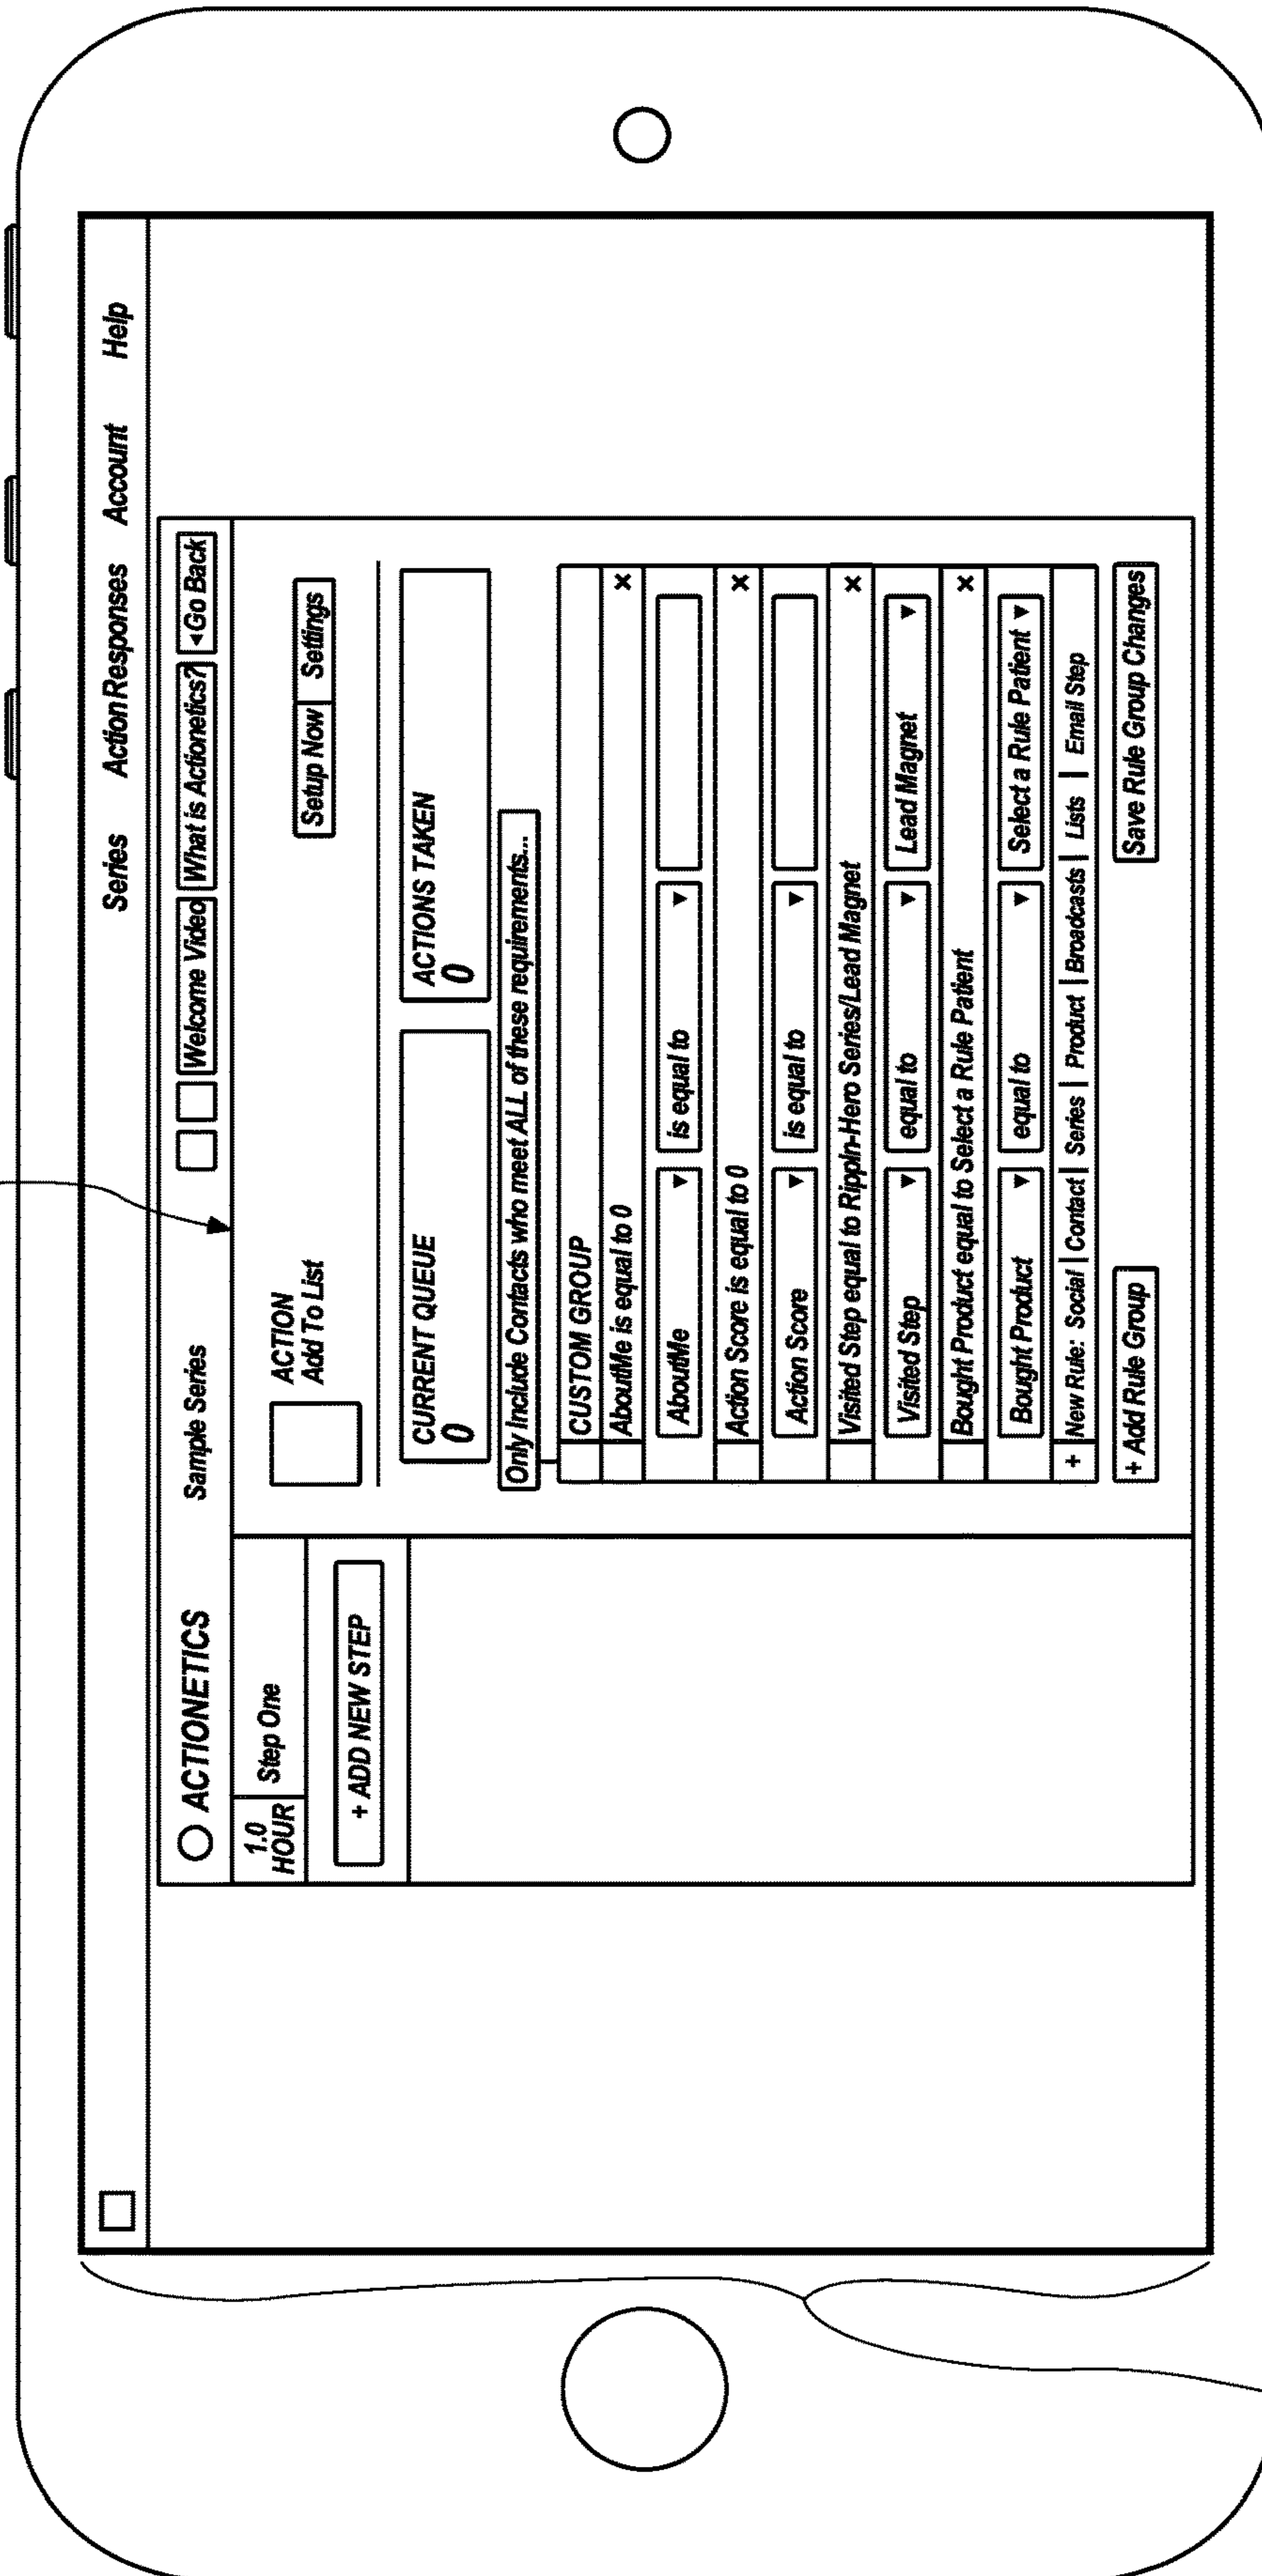 Series ActionResponses Account Help
ACTIONETICS Sample Series Welcome Video What is Actionetics? ◄Go Back
1.0 HOUR Step One
+ ADD NEW STEP
ACTION
Add To List
Setup Now Settings
CURRENT QUEUE
0
ACTIONS TAKEN
0
Only Include Contacts who meet ALL of these requirements...
CUSTOM GROUP
AboutMe is equal to 0 ×
AboutMe ▼ is equal to ▼
Action Score is equal to 0 ×
Action Score ▼ is equal to ▼
Visited Step equal to RippIn-Hero Series/Lead Magnet ×
Visited Step ▼ equal to ▼ Lead Magnet ▼
Bought Product equal to Select a Rule Patient ×
Bought Product ▼ equal to ▼ Select a Rule Patient ▼
+ New Rule: Social | Contact | Series | Product | Broadcasts | Lists | Email Step
+ Add Rule Group Save Rule Group Changes